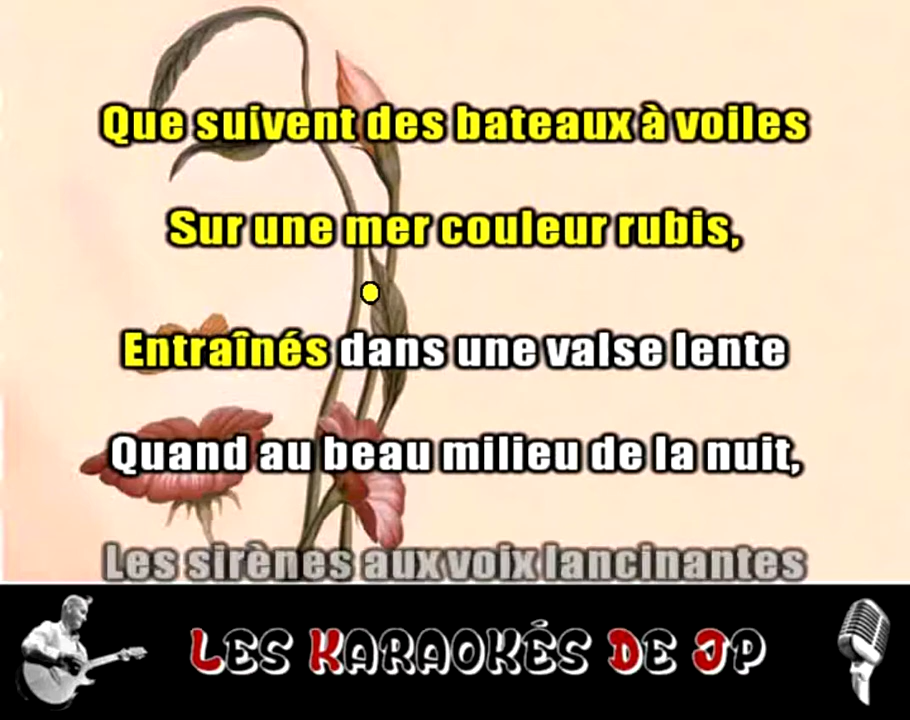 Que suivent des bateaux à voiles
Sur une mer couleur rubis,
Entraînés dans une valse lente
Quand au beau milieu de la nuit,
Les sirènes aux voix lancinantes
LES KARAOKÉS DE JP